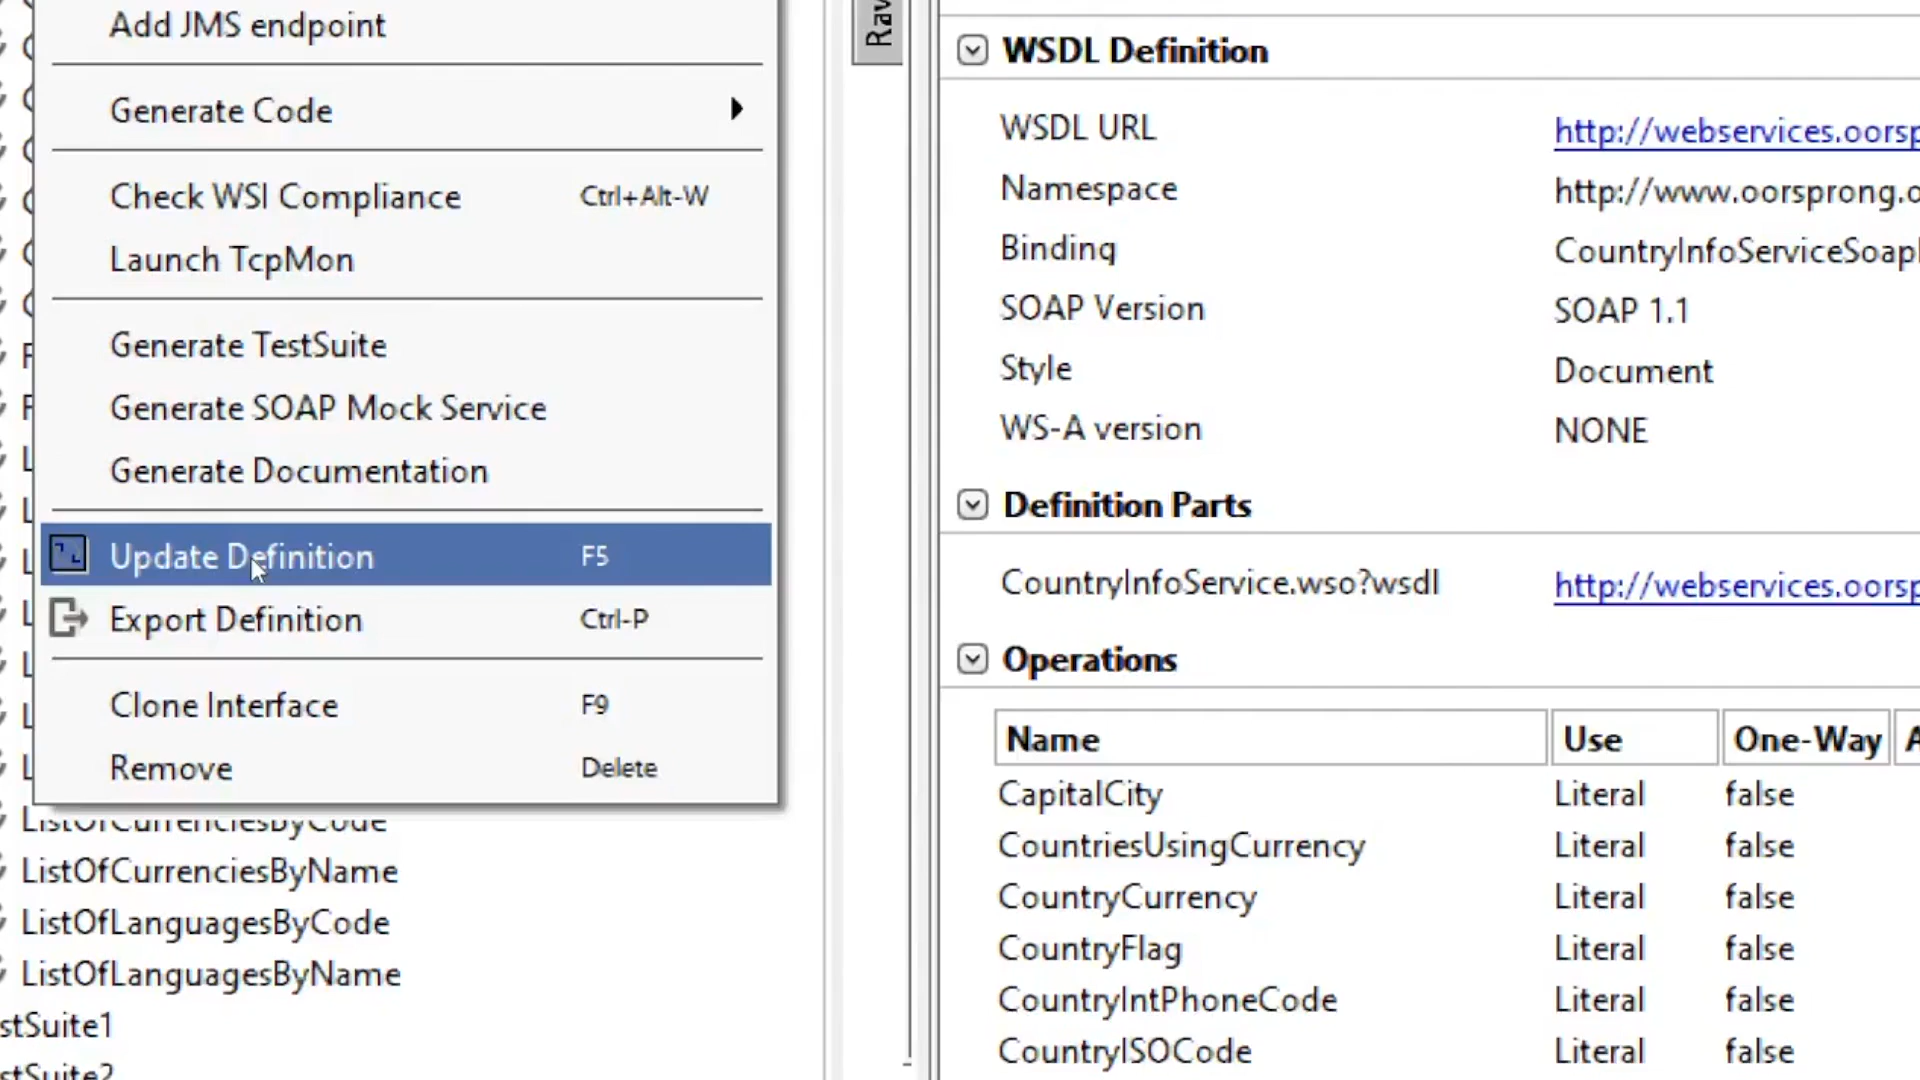 Add JMS endpoint
Generate Code
Check WSI Compliance Ctrl+Alt-W
Launch TcpMon
Generate TestSuite
Generate SOAP Mock Service
Generate Documentation
Update Definition F5
Export Definition Ctrl-P
Clone Interface F9
Remove Delete
ListOfCurrenciesByCode
ListOfCurrenciesByName
ListOfLanguagesByCode
ListOfLanguagesByName
stSuite1
stSuite2
Rav
WSDL Definition
WSDL URL http://webservices.oorsp
Namespace http://www.oorsprong.o
Binding CountryInfoServiceSoap
SOAP Version SOAP 1.1
Style Document
WS-A version NONE
Definition Parts
CountryInfoService.wso?wsdl http://webservices.oorsp
Operations
Name Use One-Way A
CapitalCity Literal false
CountriesUsingCurrency Literal false
CountryCurrency Literal false
CountryFlag Literal false
CountryIntPhoneCode Literal false
CountryISOCode Literal false